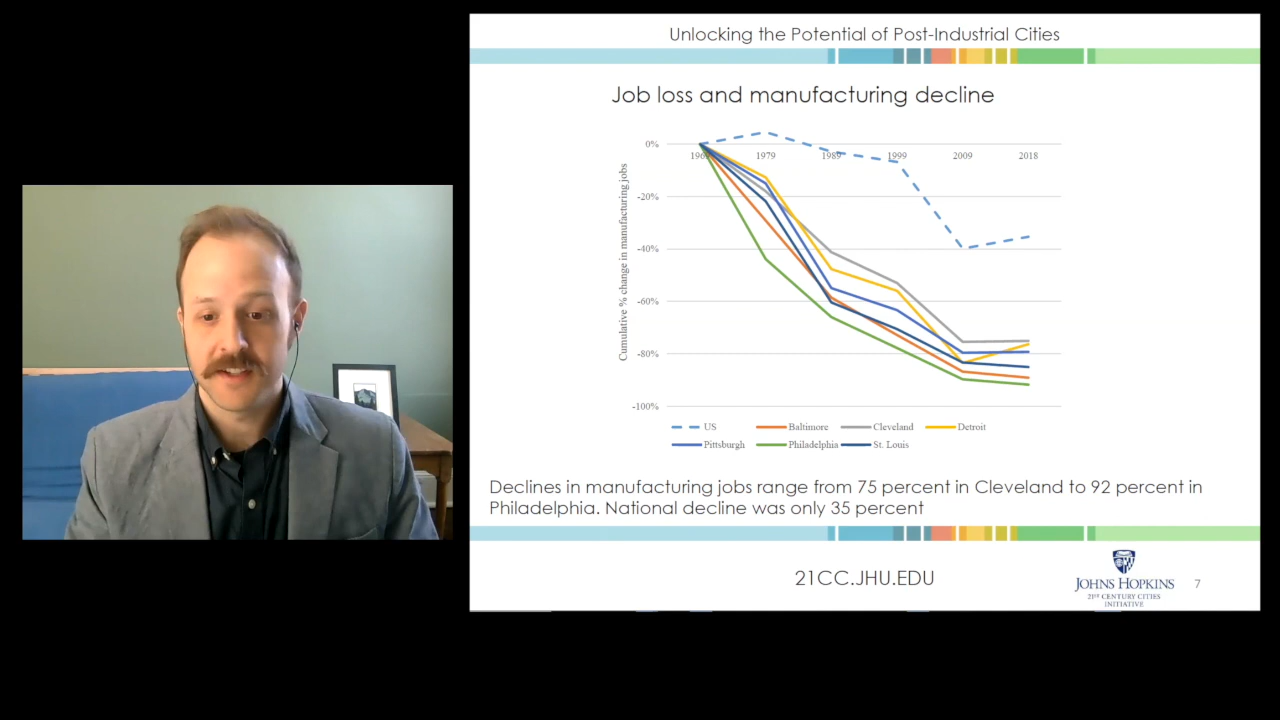 Unlocking the Potential of Post-Industrial Cities
Job loss and manufacturing decline
Cumulative % change in manufacturing jobs
0%
-20%
-40%
-60%
-80%
-100%
1979 1989 1999 2009 2018
US Baltimore Cleveland Detroit
Pittsburgh Philadelphia St. Louis
Declines in manufacturing jobs range from 75 percent in Cleveland to 92 percent in
Philadelphia. National decline was only 35 percent
21CC.JHU.EDU
JOHNS HOPKINS
21ST CENTURY CITIES
INITIATIVE
7